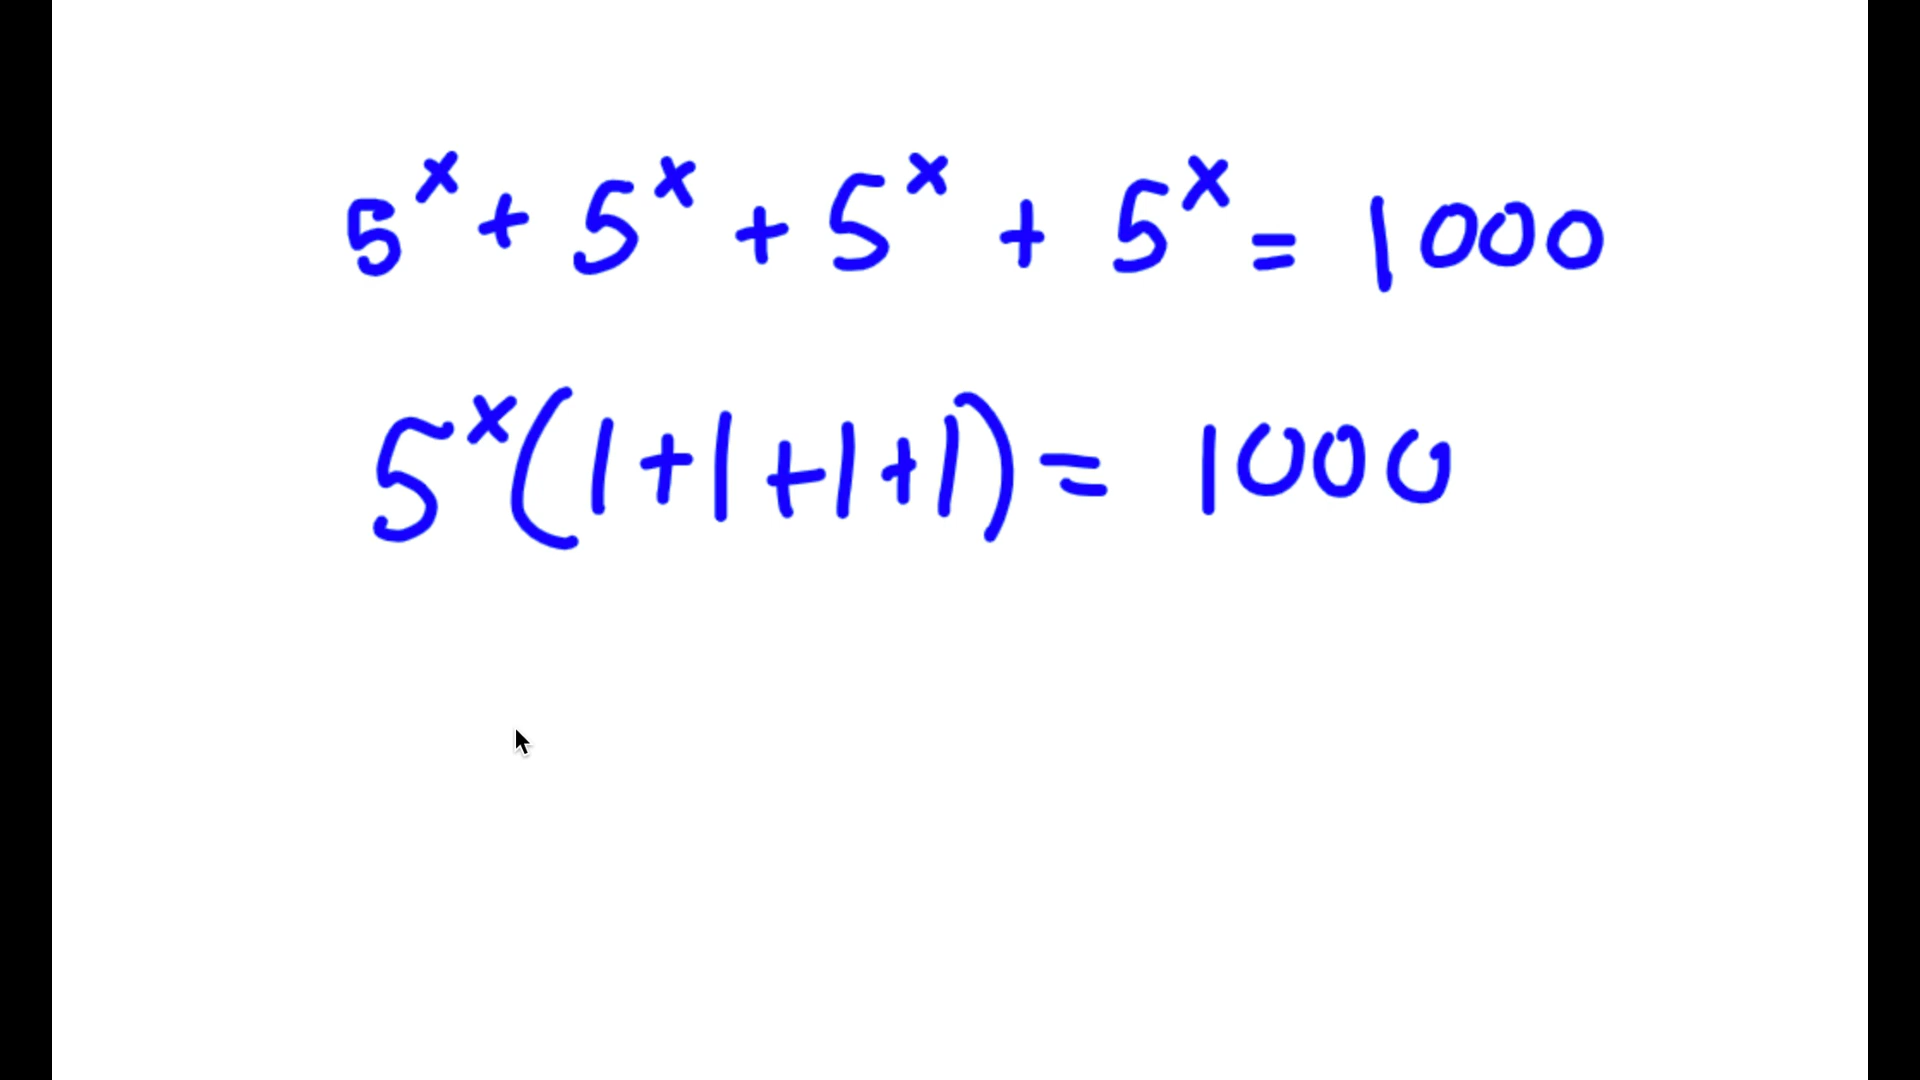 5^x + 5^x + 5^x + 5^x = 1000
5^x(1+1+1+1) = 1000